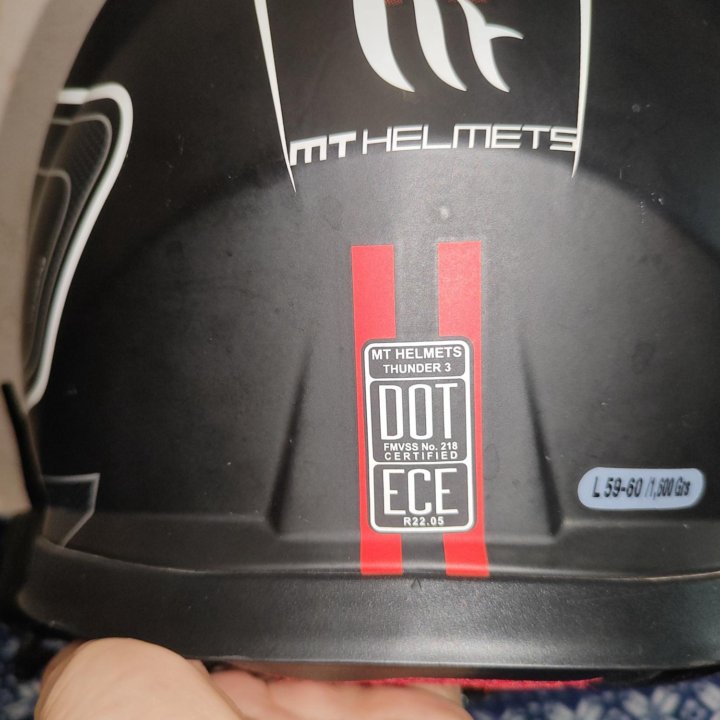 MT HELMETS
MT HELMETS
THUNDER 3
DOT
FMVSS No. 218
CERTIFIED
ECE
R22.05
L 59-60 /1,600 Grs